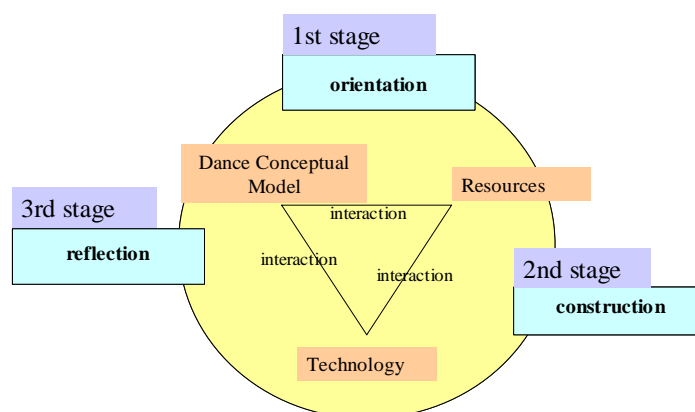 1st stage
orientation
Dance Conceptual
Model
Resources
3rd stage
interaction
reflection
interaction
interaction
2nd stage
construction
Technology